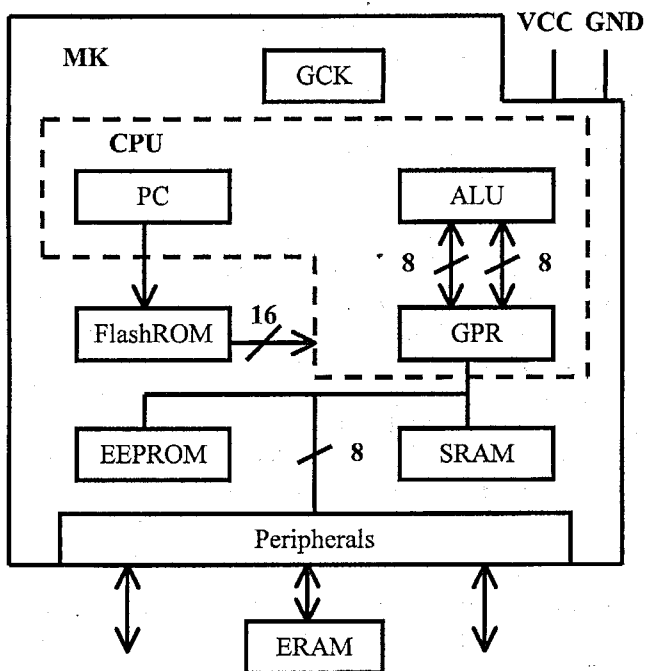 VCC GND
MK
GCK
CPU
PC
ALU
8
8
16
FlashROM
GPR
EEPROM
8
SRAM
Peripherals
ERAM